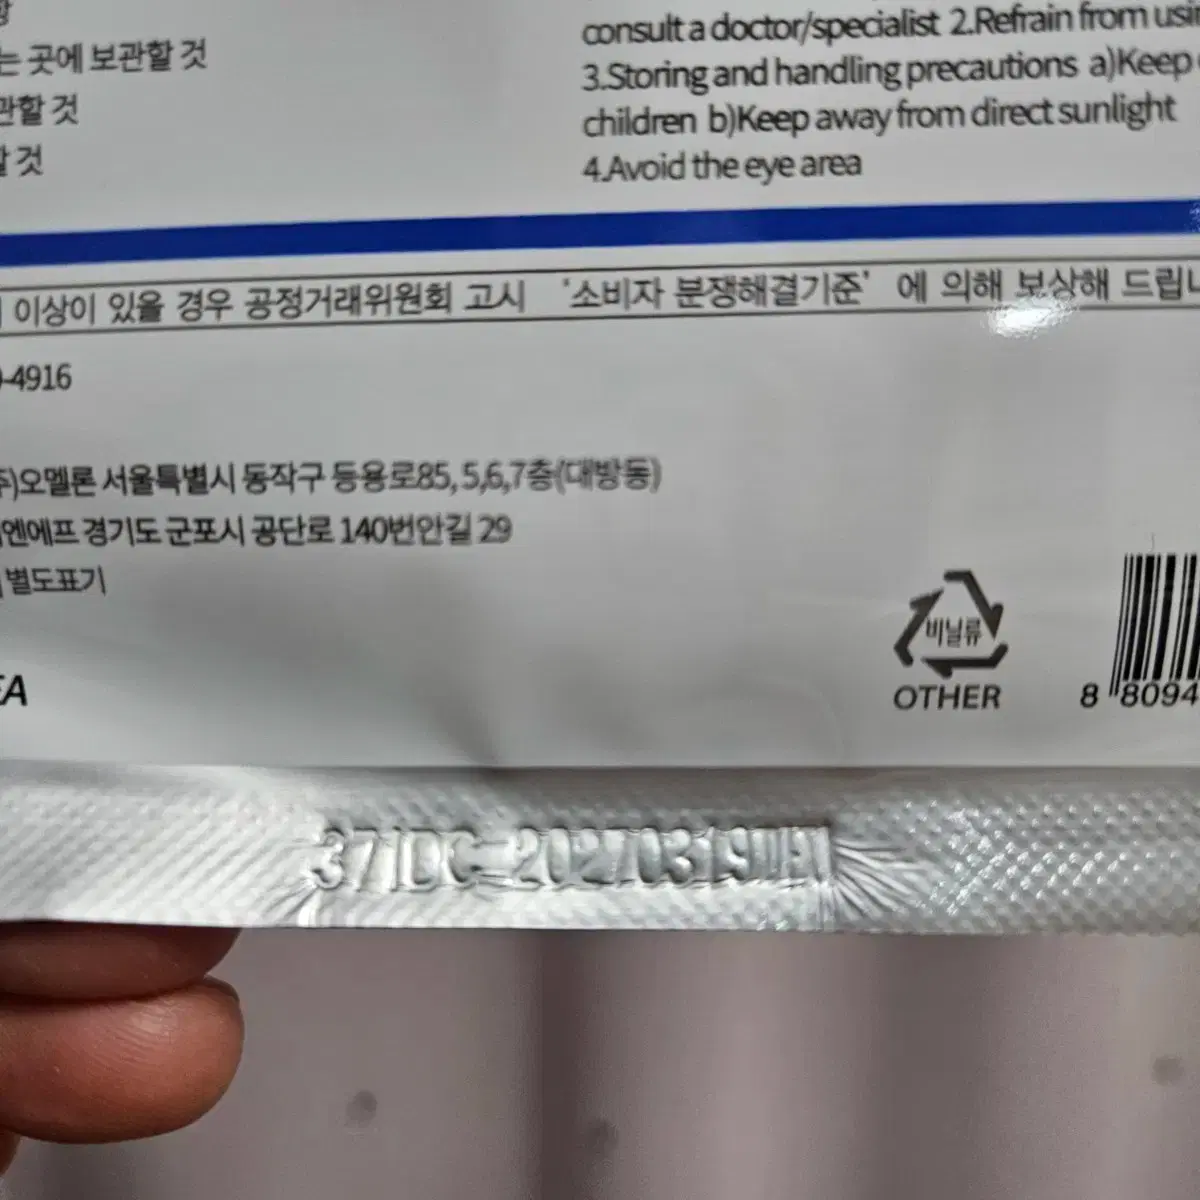 는 곳에 보관할 것
관할 것
할 것
consult a doctor/specialist 2.Refrain from usin
3.Storing and handling precautions a)Keep
children b)Keep away from direct sunlight
4.Avoid the eye area
이상이 있을 경우 공정거래위원회 고시 '소비자 분쟁해결기준' 에 의해 보상해 드립니
-4916
주)오멜론 서울특별시 동작구 등용로85, 5,6,7층(대방동)
엔에프 경기도 군포시 공단로 140번안길 29
별도표기
EA
비닐류
OTHER
8 8094
371DC 20270319